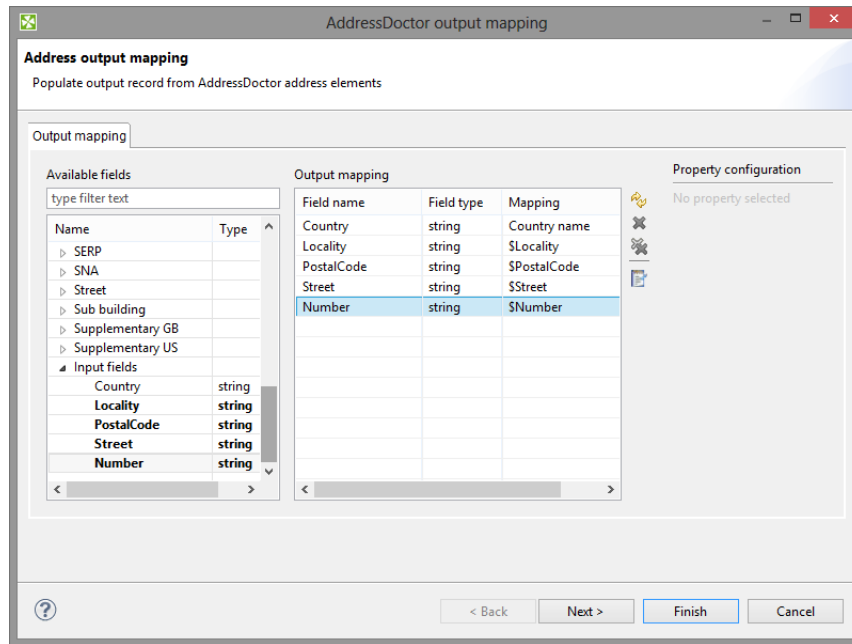 AddressDoctor output mapping
Address output mapping
Populate output record from AddressDoctor address elements
Output mapping
Available fields
type filter text
Name Type
SERP
SNA
Street
Sub building
Supplementary GB
Supplementary US
Input fields
Country string
Locality string
PostalCode string
Street string
Number string
Output mapping
Field name Field type Mapping
Country string Country name
Locality string $Locality
PostalCode string $PostalCode
Street string $Street
Number string $Number
Property configuration
No property selected
?
< Back Next > Finish Cancel